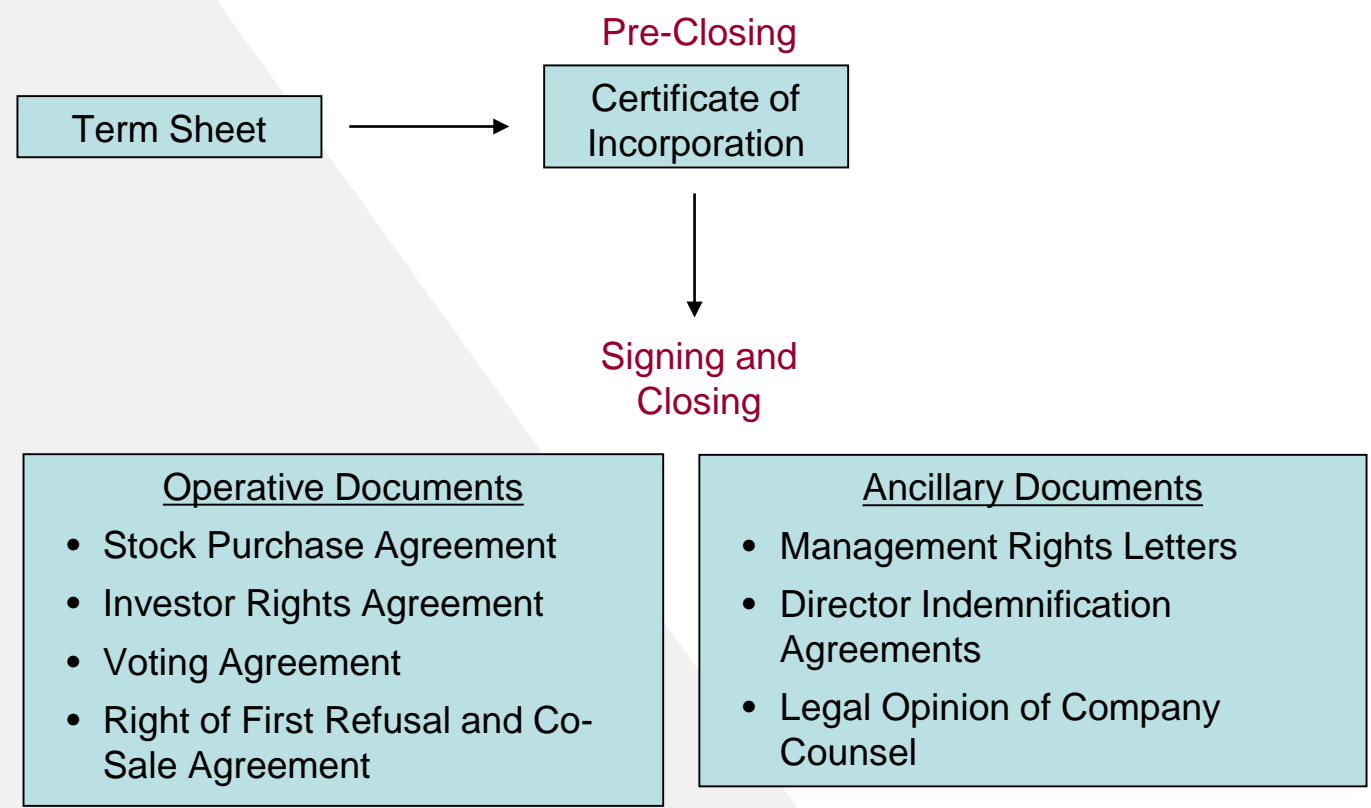 Pre-Closing
Term Sheet
Certificate of
Incorporation
Signing and
Closing
Operative Documents
• Stock Purchase Agreement
• Investor Rights Agreement
• Voting Agreement
• Right of First Refusal and Co-
Sale Agreement
Ancillary Documents
• Management Rights Letters
• Director Indemnification
Agreements
• Legal Opinion of Company
Counsel